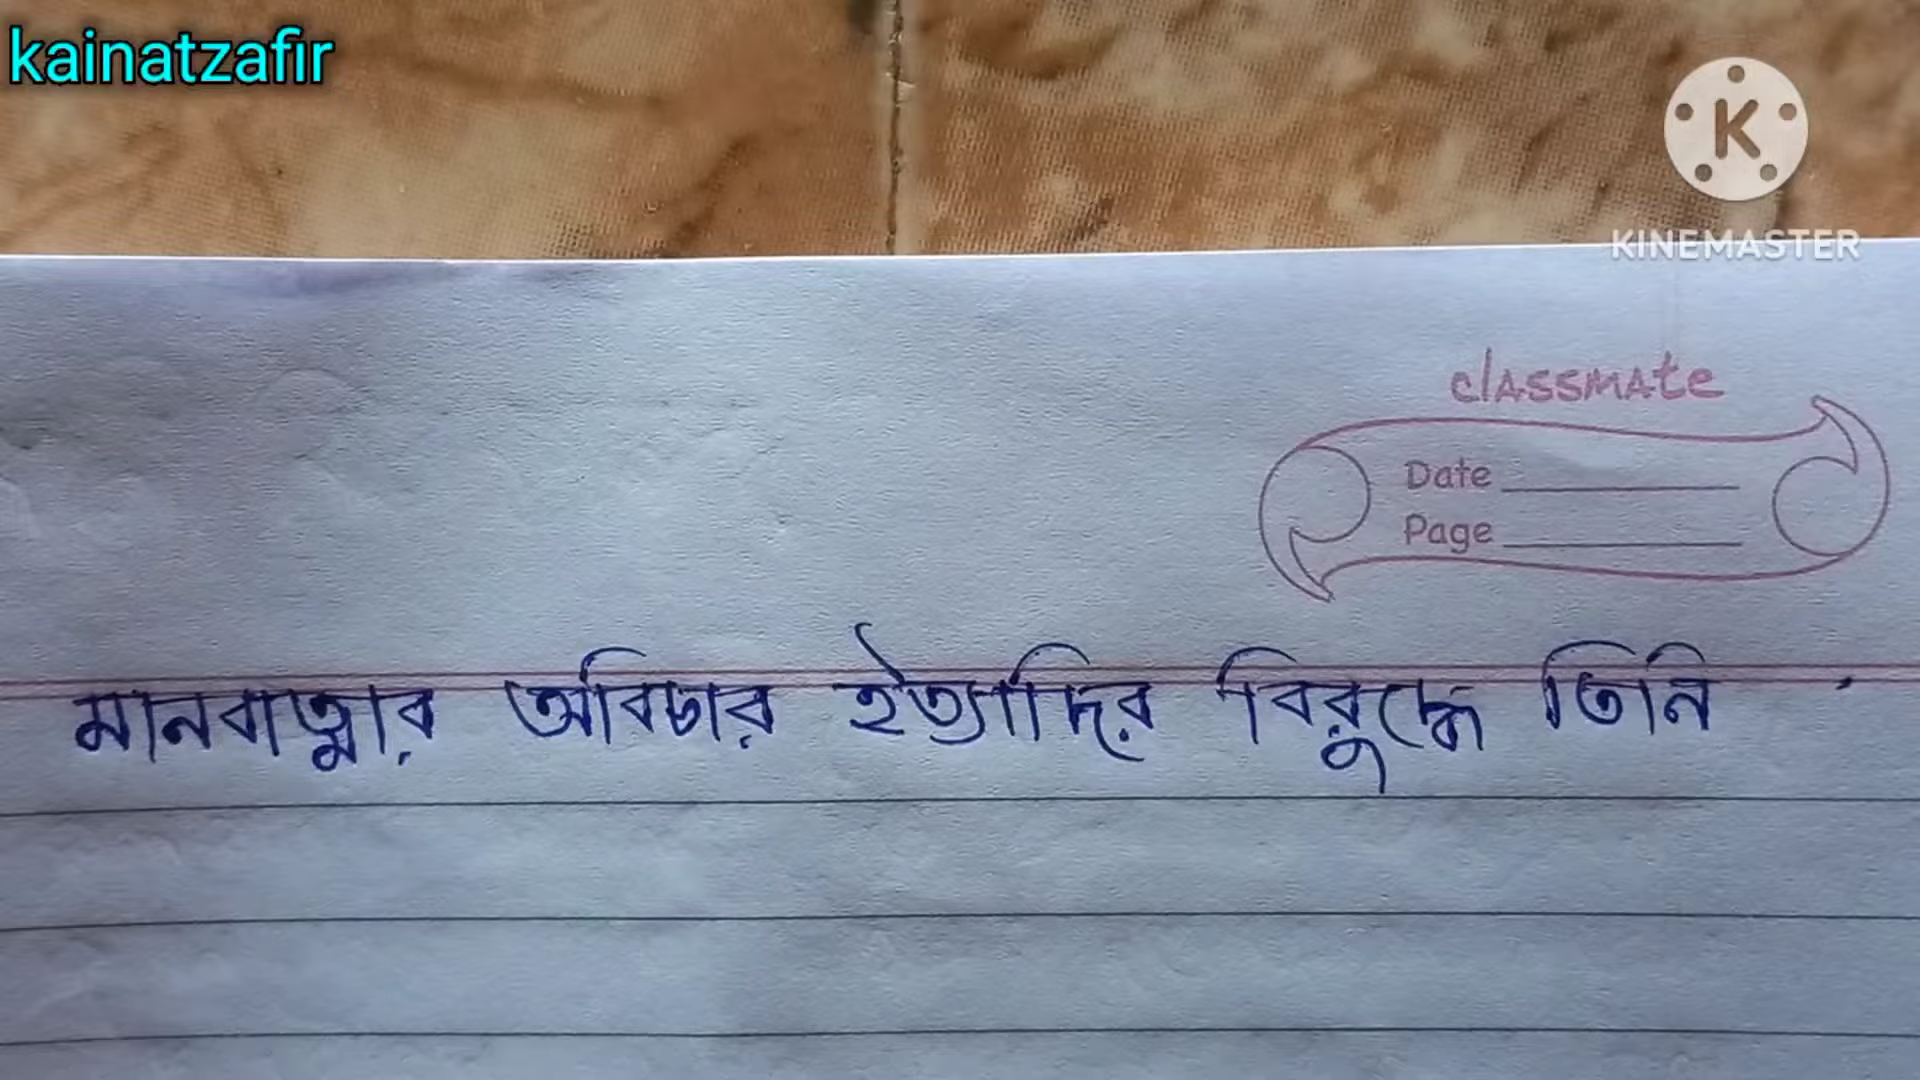 kainatzafir
K
KINEMASTER
classmate
Date
Page
মানবাত্মার অবিচার ইত্যাদির বিরুদ্ধে তিনি